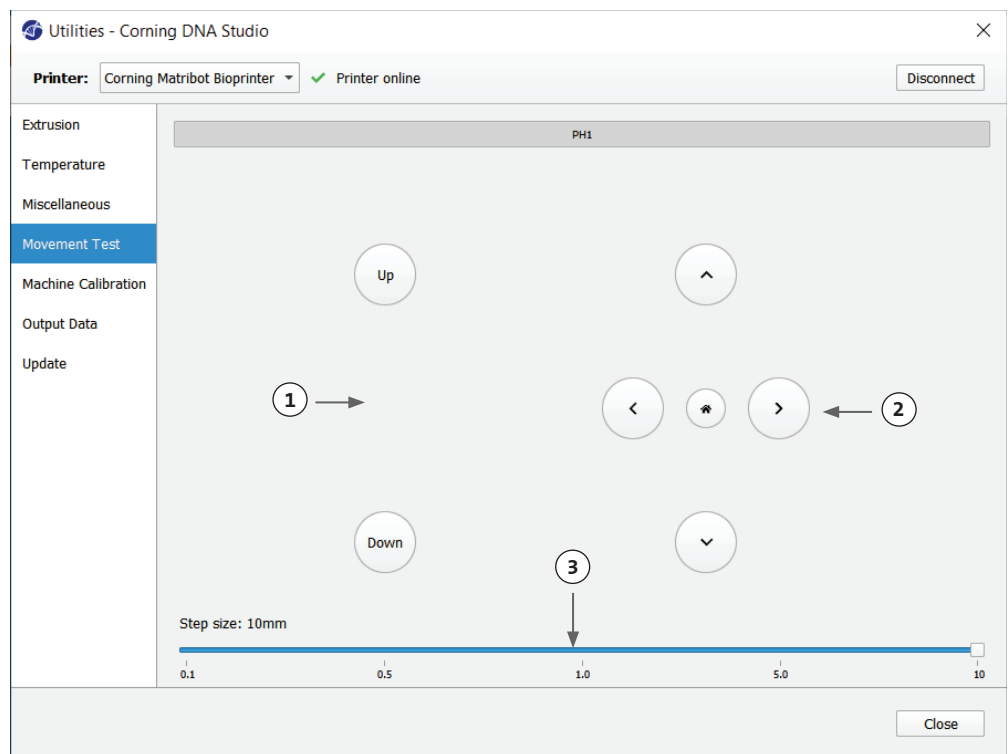 Utilities - Corning DNA Studio
Printer: Corning Matribot Bioprinter Printer online Disconnect
Extrusion
Temperature
Miscellaneous
Movement Test
Machine Calibration
Output Data
Update
PH1
Up
1
2
Down
3
Step size: 10mm
0.1 0.5 1.0 5.0 10
Close